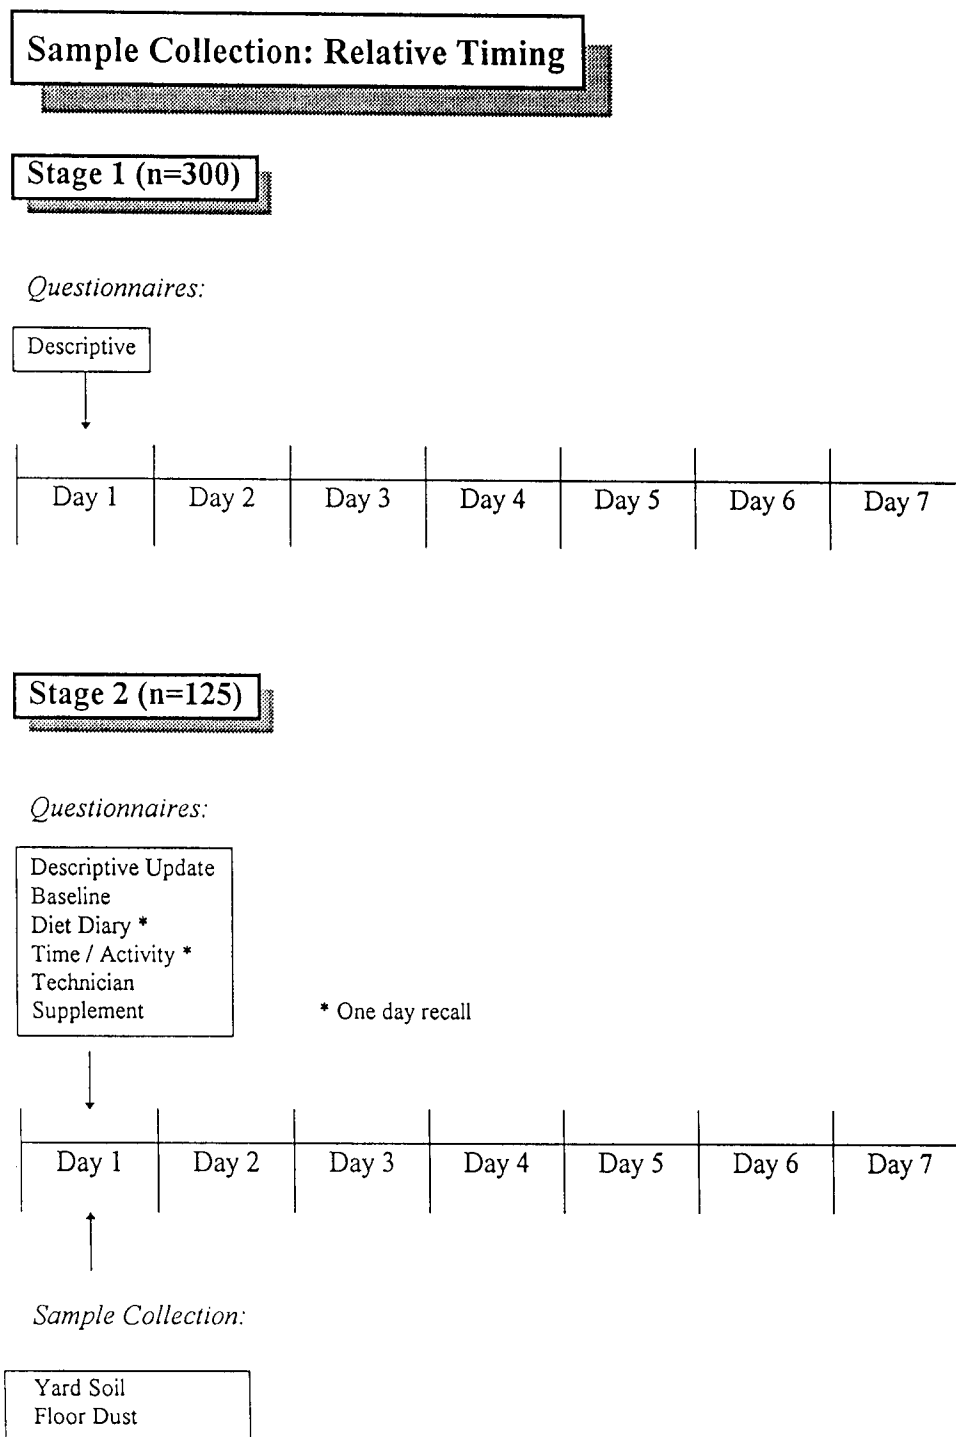 Sample Collection: Relative Timing
Stage 1 (n=300)
Questionnaires:
Descriptive
Day 1 Day 2 Day 3 Day 4 Day 5 Day 6 Day 7
Stage 2 (n=125)
Questionnaires:
Descriptive Update
Baseline
Diet Diary *
Time / Activity *
Technician
Supplement * One day recall
Day 1 Day 2 Day 3 Day 4 Day 5 Day 6 Day 7
Sample Collection:
Yard Soil
Floor Dust